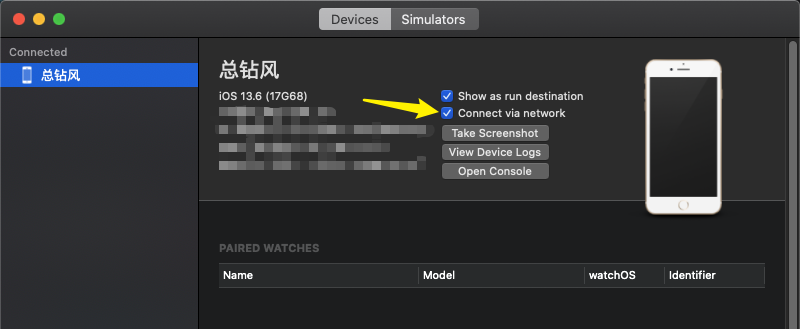 Devices
Simulators
Connected
总钻风
总钻风
iOS 13.6 (17G68)
Show as run destination
Connect via network
Take Screenshot
View Device Logs
Open Console
PAIRED WATCHES
Name
Model
watchOS
Identifier